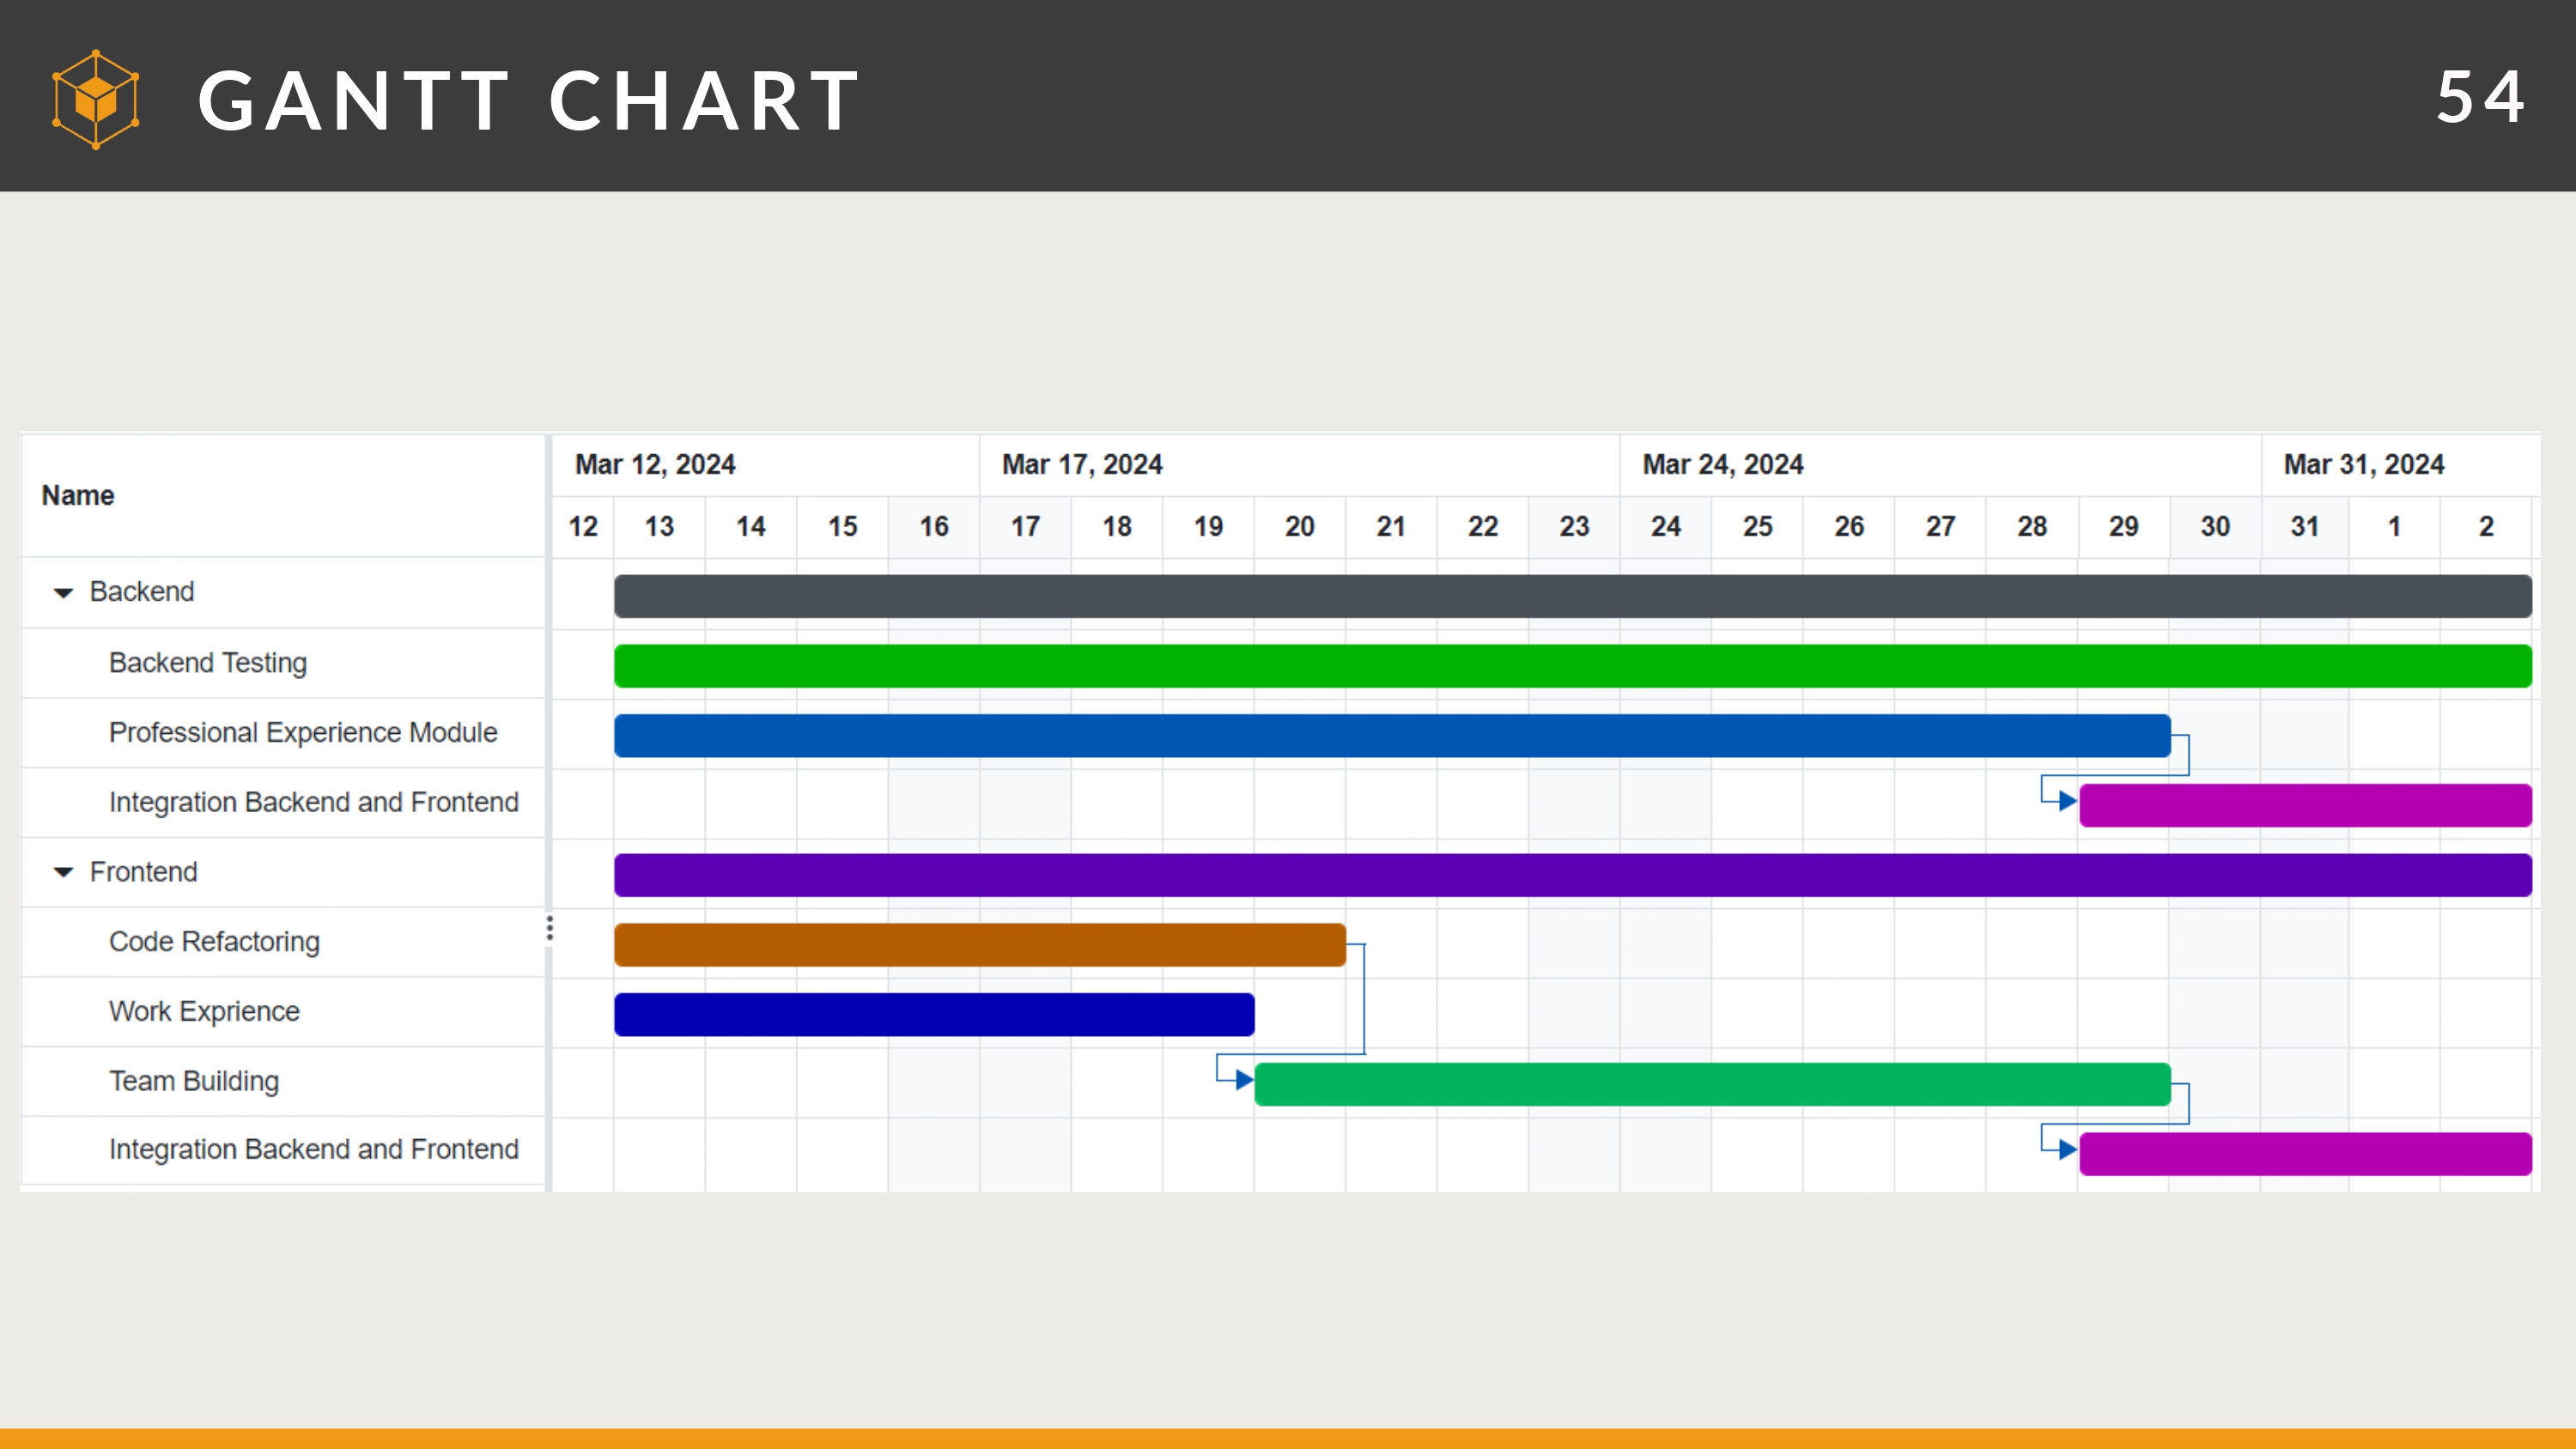 GANTT CHART
54
Name
Mar 12, 2024 Mar 17, 2024 Mar 24, 2024 Mar 31, 2024
12 13 14 15 16 17 18 19 20 21 22 23 24 25 26 27 28 29 30 31 1 2
Backend
Backend Testing
Professional Experience Module
Integration Backend and Frontend
Frontend
Code Refactoring
Work Exprience
Team Building
Integration Backend and Frontend